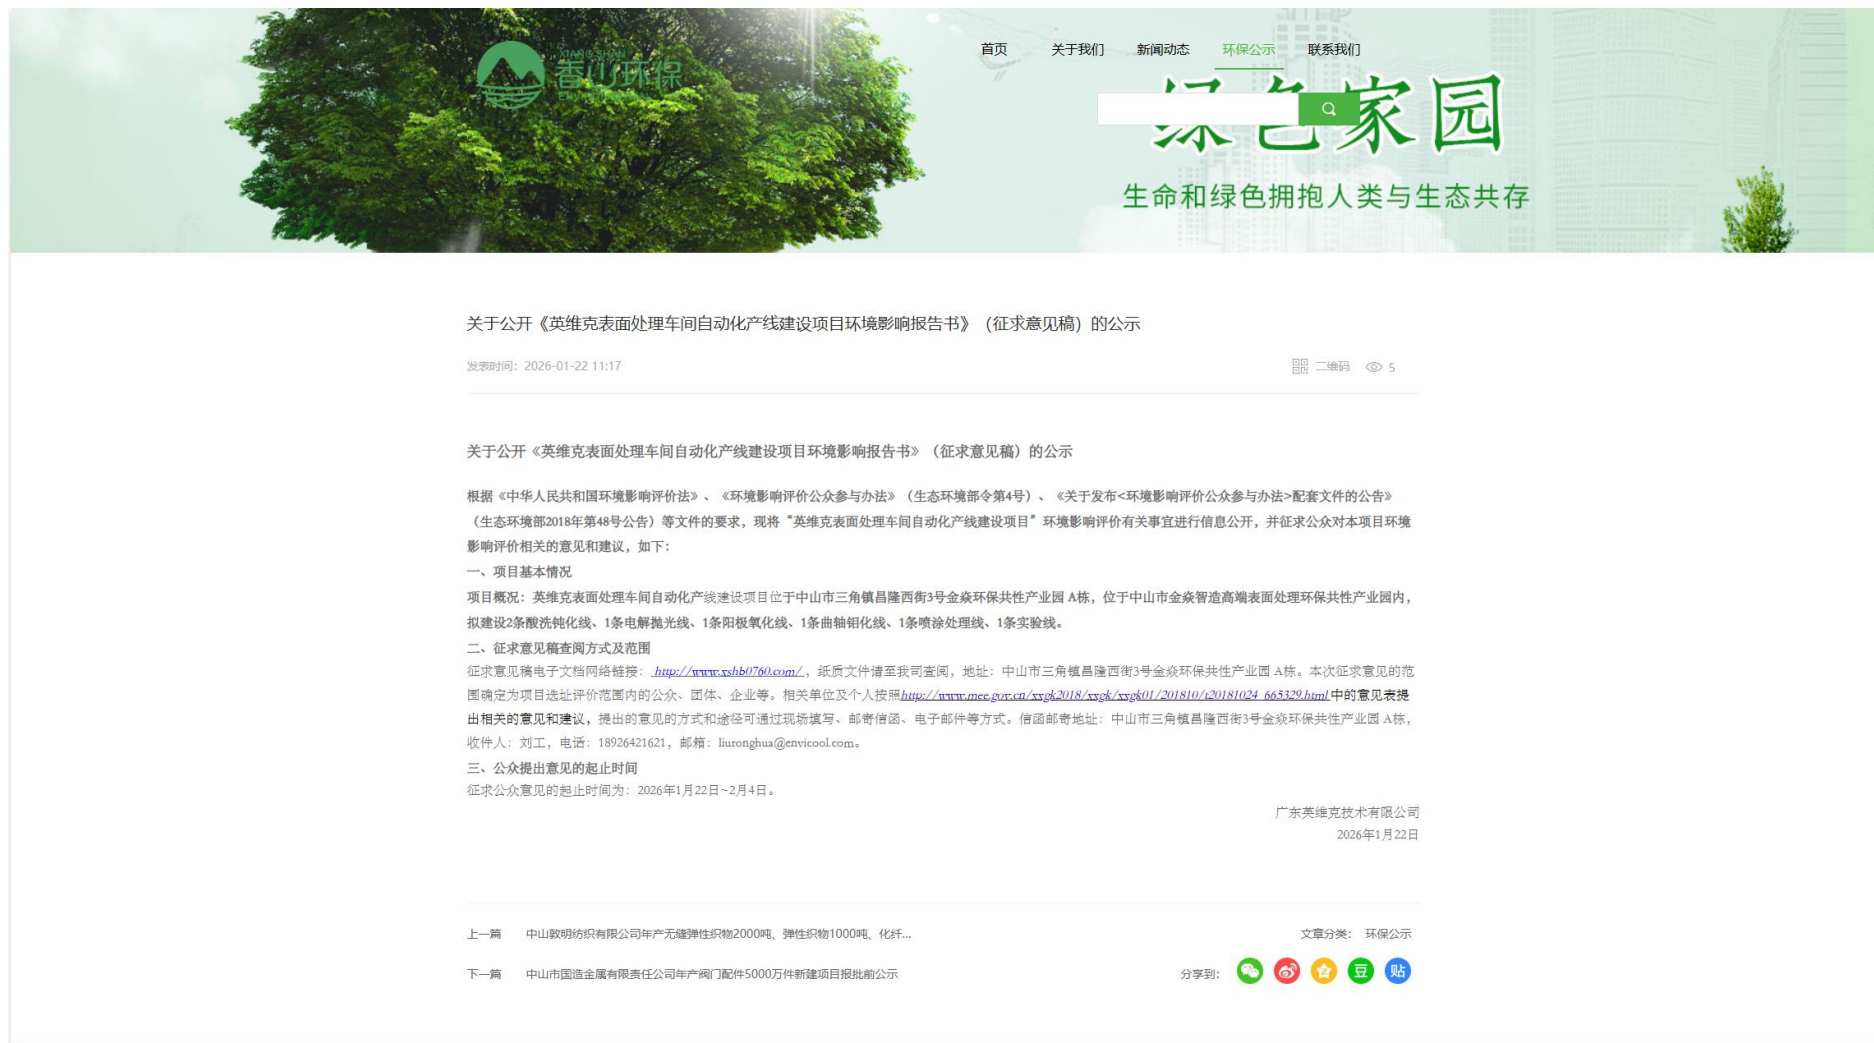 XIANG SHAN
香山环保
首页 关于我们 新闻动态 环保公示 联系我们
绿色家园
生命和绿色拥抱人类与生态共存
关于公开《英维克表面处理车间自动化产线建设项目环境影响报告书》（征求意见稿）的公示
发表时间：2026-01-22 11:17 二维码 5
关于公开《英维克表面处理车间自动化产线建设项目环境影响报告书》（征求意见稿）的公示
根据《中华人民共和国环境影响评价法》、《环境影响评价公众参与办法》（生态环境部令第4号）、《关于发布<环境影响评价公众参与办法>配套文件的公告》
（生态环境部2018年第48号公告）等文件的要求，现将“英维克表面处理车间自动化产线建设项目”环境影响评价有关事宜进行信息公开，并征求公众对本项目环境
影响评价相关的意见和建议，如下：
一、项目基本情况
项目概况：英维克表面处理车间自动化产线建设项目位于中山市三角镇昌隆西街3号金焱环保共性产业园 A栋，位于中山市金焱智造高端表面处理环保共性产业园内，
拟建设2条酸洗钝化线、1条电解抛光线、1条阳极氧化线、1条曲轴钼化线、1条喷涂处理线、1条实验线。
二、征求意见稿查阅方式及范围
征求意见稿电子文档网络链接： http://www.xshb0760.com/ ，纸质文件请至我司查阅，地址：中山市三角镇昌隆西街3号金焱环保共性产业园 A栋。本次征求意见的范
围确定为项目选址评价范围内的公众、团体、企业等。相关单位及个人按照http://www.mee.gov.cn/xxgk2018/xxgk/xxgk01/201810/t20181024_665329.html中的意见表提
出相关的意见和建议，提出的意见的方式和途径可通过现场填写、邮寄信函、电子邮件等方式。信函邮寄地址：中山市三角镇昌隆西街3号金焱环保共性产业园 A栋，
收件人：刘工，电话：18926421621，邮箱：liuronghua@envicool.com。
三、公众提出意见的起止时间
征求公众意见的起止时间为：2026年1月22日~2月4日。
广东英维克技术有限公司
2026年1月22日
上一篇 中山敦明纺织有限公司年产无缝弹性织物2000吨、弹性织物1000吨、化纤... 文章分类： 环保公示
下一篇 中山市国造金属有限责任公司年产阀门配件5000万件新建项目报批前公示 分享到： 豆 贴